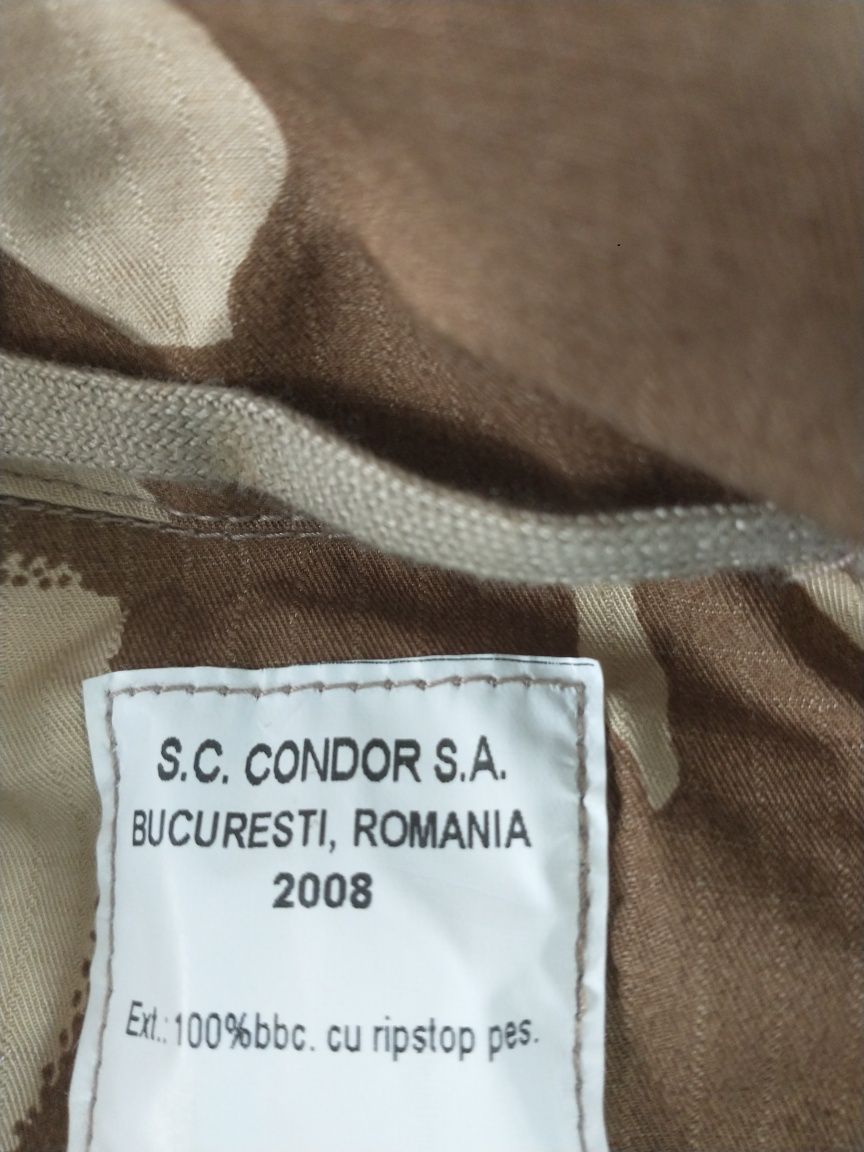 S.C. CONDOR S.A.
BUCURESTI, ROMANIA
2008
Ext.: 100%bbc. cu ripstop pes.